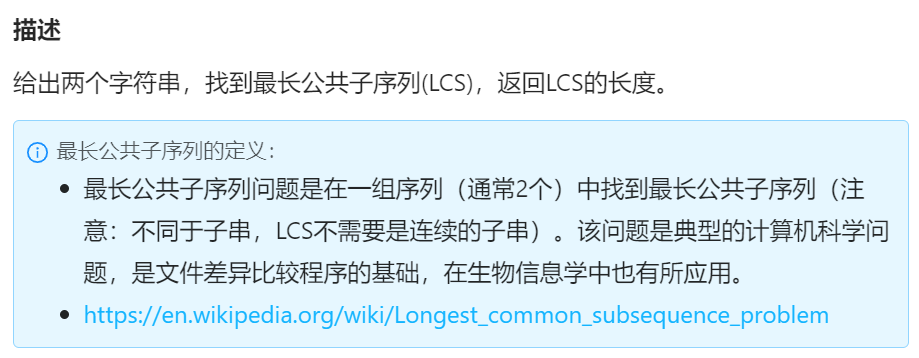 描述
给出两个字符串，找到最长公共子序列(LCS)，返回LCS的长度。
最长公共子序列的定义：
最长公共子序列问题是在一组序列（通常2个）中找到最长公共子序列（注
意：不同于子串，LCS不需要是连续的子串）。该问题是典型的计算机科学问
题，是文件差异比较程序的基础，在生物信息学中也有所应用。
https://en.wikipedia.org/wiki/Longest_common_subsequence_problem